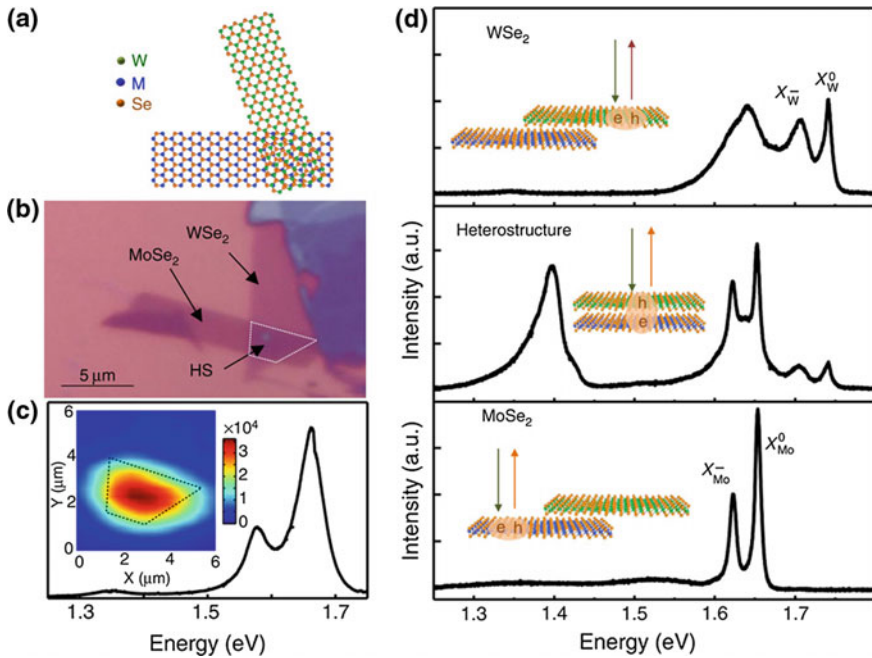 (a)
W
M
Se
(b)
WSe₂
MoSe₂
HS
5 μm
(c)
6
4
2
0
Y (μm)
0 2 4 6
X (μm)
×10⁴
3
2
1
0
1.3 1.5 1.7
Energy (eV)
(d)
WSe₂
e h
X⁻W
X⁰W
Heterostructure
h
e
Intensity (a.u.)
MoSe₂
e h
X⁻Mo
X⁰Mo
Intensity (a.u.)
1.3 1.4 1.5 1.6 1.7
Energy (eV)